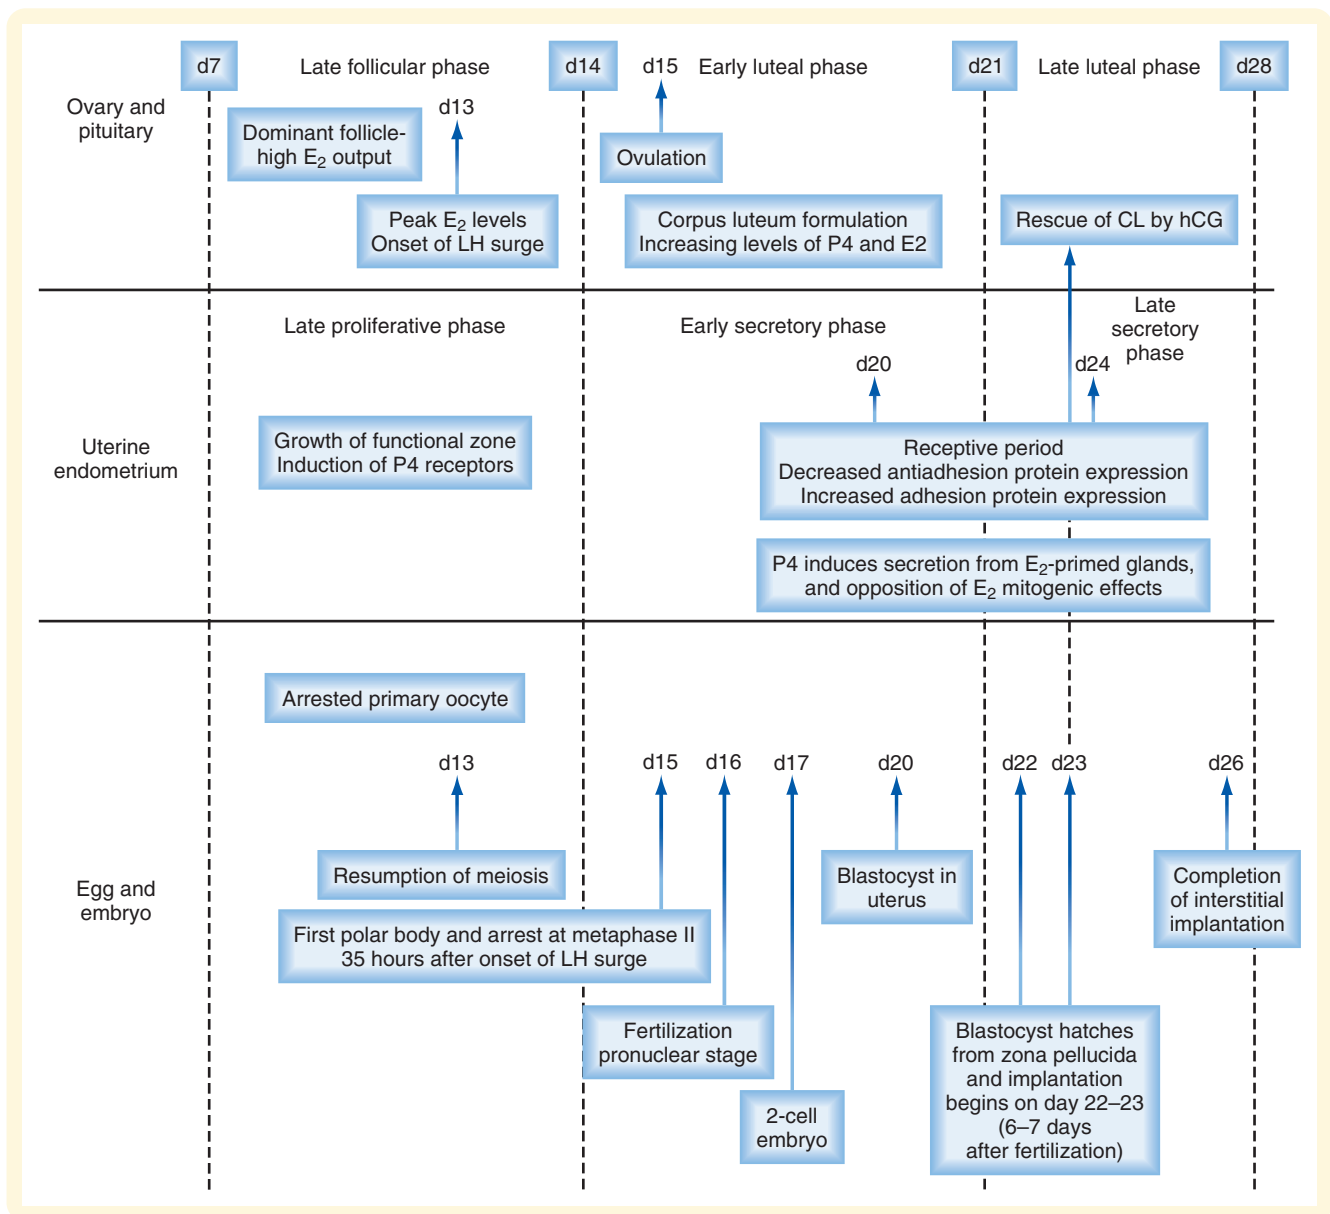 d7
Late follicular phase
d14
d15
Early luteal phase
d21
Late luteal phase
d28
Ovary and
pituitary
d13
Dominant follicle-
high E2 output
Ovulation
Peak E2 levels
Onset of LH surge
Corpus luteum formulation
Increasing levels of P4 and E2
Rescue of CL by hCG
Late proliferative phase
Early secretory phase
Late
secretory
phase
d20
d24
Uterine
endometrium
Growth of functional zone
Induction of P4 receptors
Receptive period
Decreased antiadhesion protein expression
Increased adhesion protein expression
P4 induces secretion from E2-primed glands,
and opposition of E2 mitogenic effects
Arrested primary oocyte
d13
d15
d16
d17
d20
d22
d23
d26
Egg and
embryo
Resumption of meiosis
Blastocyst in
uterus
Completion
of interstitial
implantation
First polar body and arrest at metaphase II
35 hours after onset of LH surge
Fertilization
pronuclear stage
Blastocyst hatches
from zona pellucida
and implantation
begins on day 22–23
(6–7 days
after fertilization)
2-cell
embryo